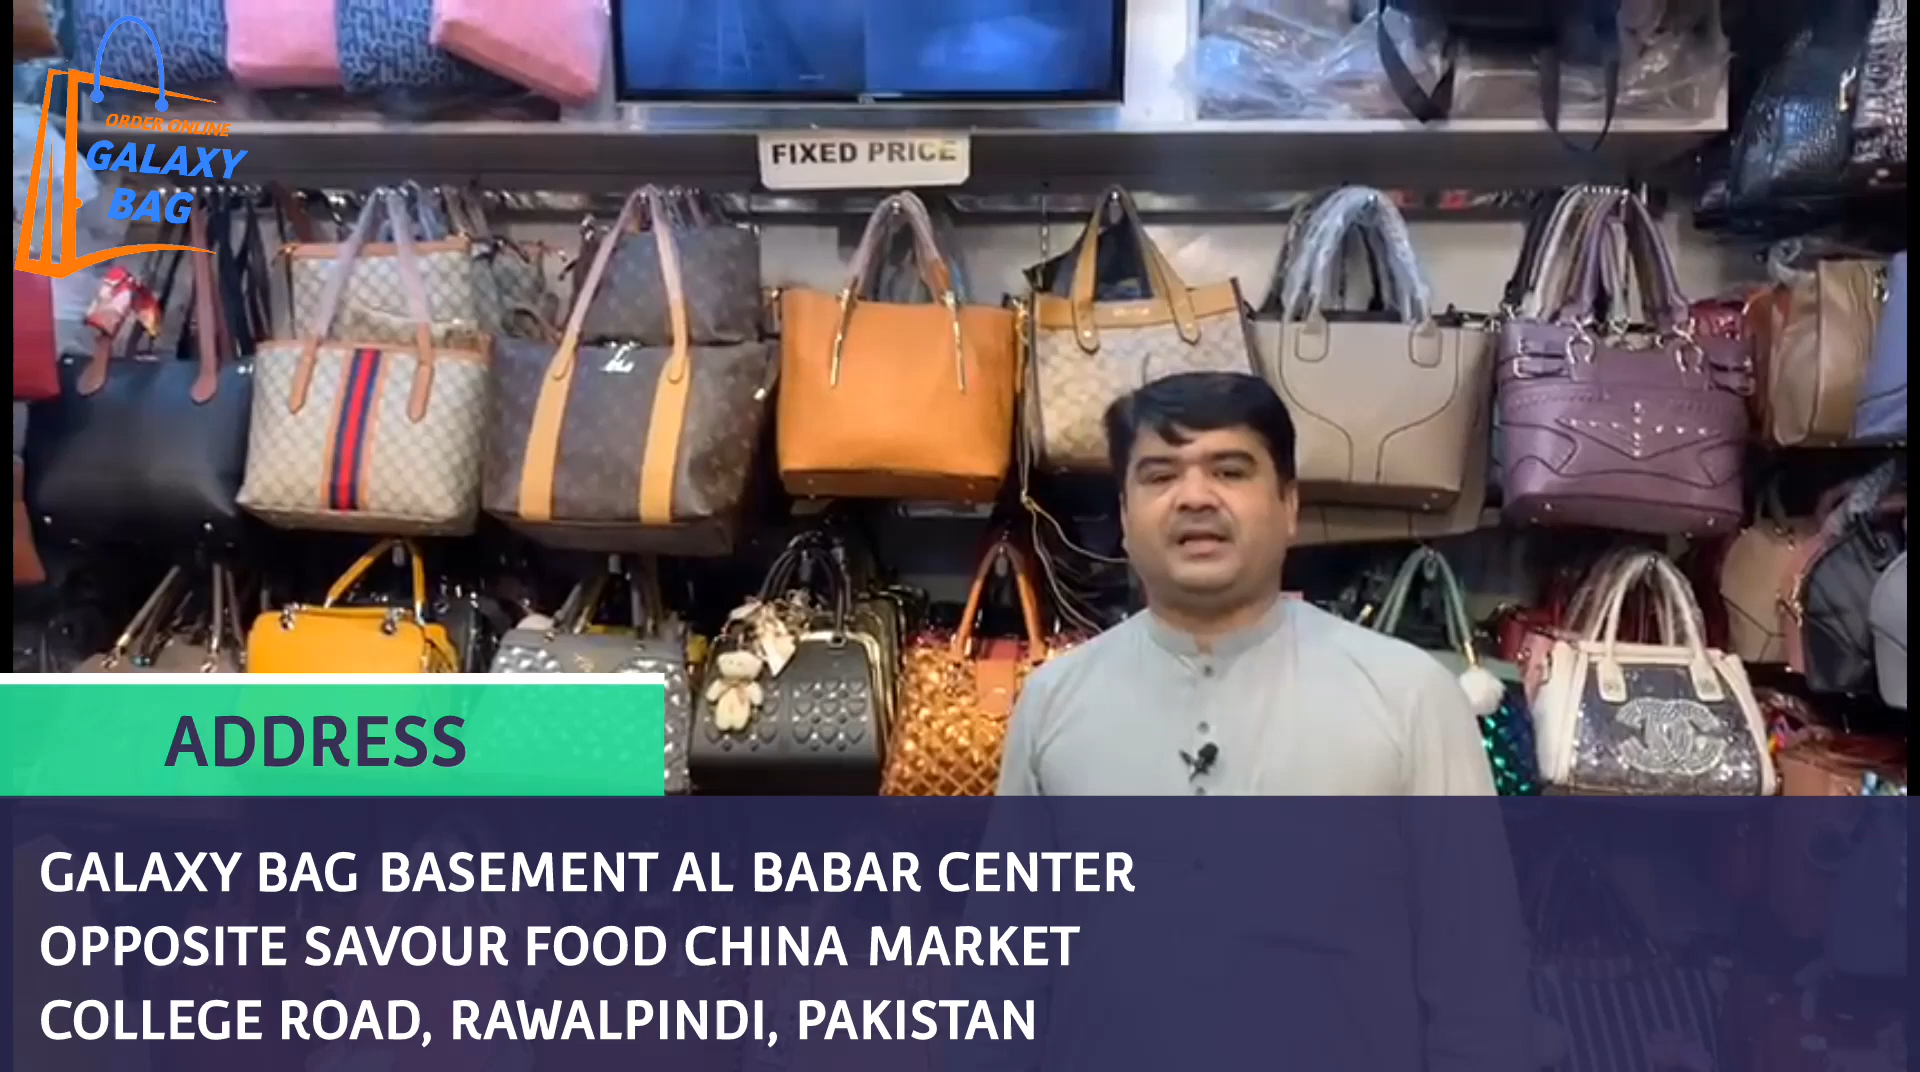 ORDER ONLINE
GALAXY
BAG
FIXED PRICE
ADDRESS
GALAXY BAG BASEMENT AL BABAR CENTER
OPPOSITE SAVOUR FOOD CHINA MARKET
COLLEGE ROAD, RAWALPINDI, PAKISTAN